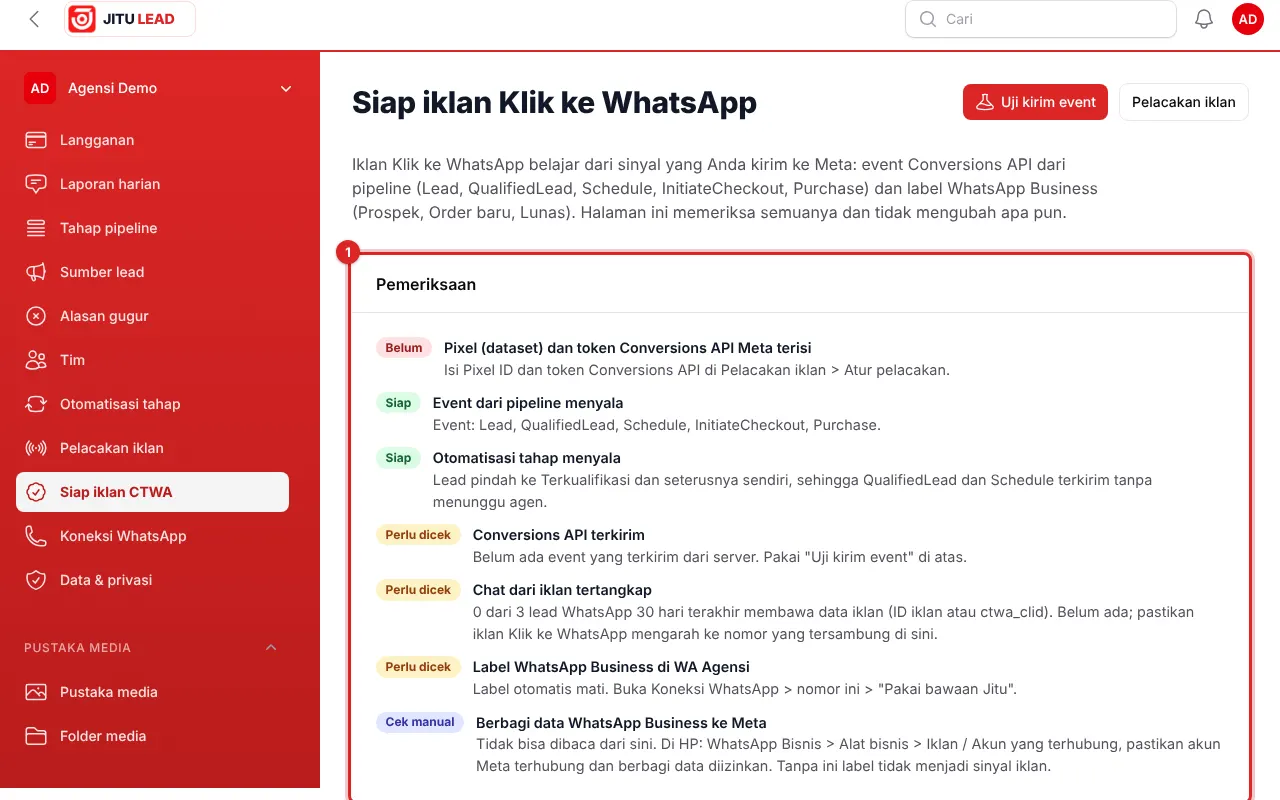 JITU LEAD
Cari
AD
AD
Agensi Demo
Langganan
Laporan harian
Tahap pipeline
Sumber lead
Alasan gugur
Tim
Otomatisasi tahap
Pelacakan iklan
Siap iklan CTWA
Koneksi WhatsApp
Data & privasi
PUSTAKA MEDIA
Pustaka media
Folder media
Siap iklan Klik ke WhatsApp
Uji kirim event
Pelacakan iklan
Iklan Klik ke WhatsApp belajar dari sinyal yang Anda kirim ke Meta: event Conversions API dari
pipeline (Lead, QualifiedLead, Schedule, InitiateCheckout, Purchase) dan label WhatsApp Business
(Prospek, Order baru, Lunas). Halaman ini memeriksa semuanya dan tidak mengubah apa pun.
1
Pemeriksaan
Belum Pixel (dataset) dan token Conversions API Meta terisi
Isi Pixel ID dan token Conversions API di Pelacakan iklan > Atur pelacakan.
Siap Event dari pipeline menyala
Event: Lead, QualifiedLead, Schedule, InitiateCheckout, Purchase.
Siap Otomatisasi tahap menyala
Lead pindah ke Terkualifikasi dan seterusnya sendiri, sehingga QualifiedLead dan Schedule terkirim tanpa
menunggu agen.
Perlu dicek Conversions API terkirim
Belum ada event yang terkirim dari server. Pakai "Uji kirim event" di atas.
Perlu dicek Chat dari iklan tertangkap
0 dari 3 lead WhatsApp 30 hari terakhir membawa data iklan (ID iklan atau ctwa_clid). Belum ada; pastikan
iklan Klik ke WhatsApp mengarah ke nomor yang tersambung di sini.
Perlu dicek Label WhatsApp Business di WA Agensi
Label otomatis mati. Buka Koneksi WhatsApp > nomor ini > "Pakai bawaan Jitu".
Cek manual Berbagi data WhatsApp Business ke Meta
Tidak bisa dibaca dari sini. Di HP: WhatsApp Bisnis > Alat bisnis > Iklan / Akun yang terhubung, pastikan akun
Meta terhubung dan berbagi data diizinkan. Tanpa ini label tidak menjadi sinyal iklan.